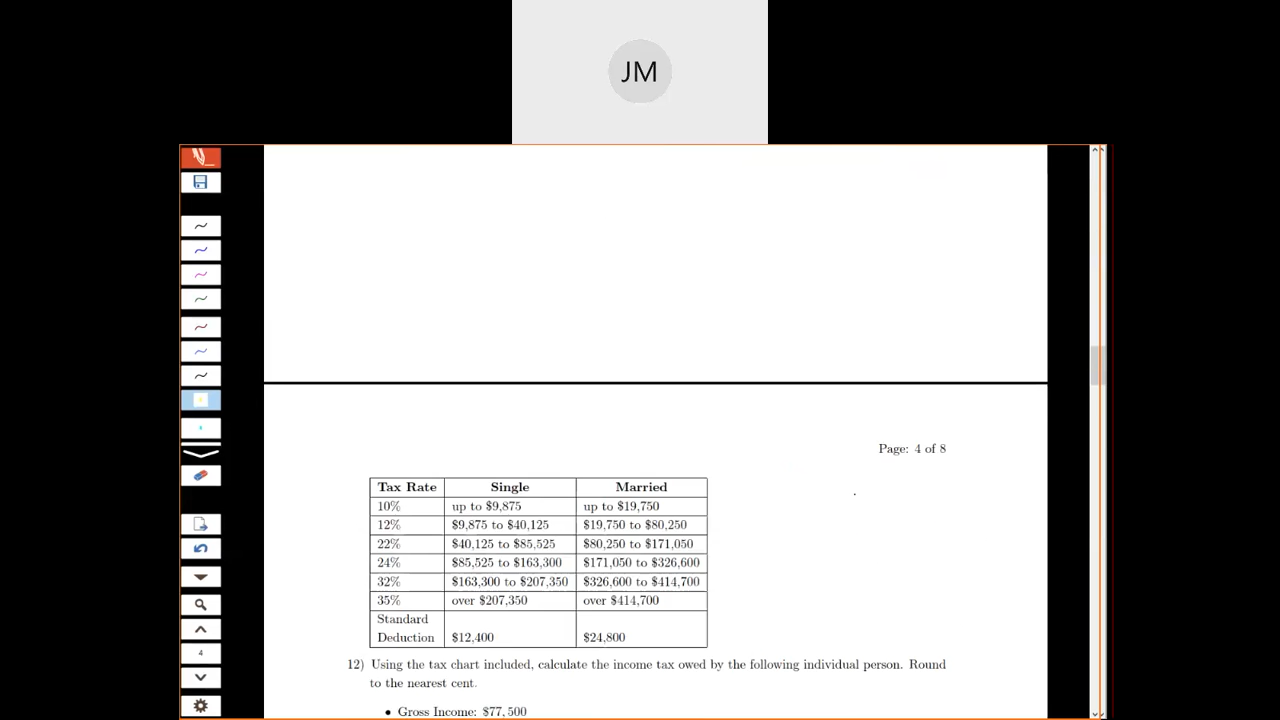 JM
Page: 4 of 8
Tax Rate Single Married
10% up to $9,875 up to $19,750
12% $9,875 to $40,125 $19,750 to $80,250
22% $40,125 to $85,525 $80,250 to $171,050
24% $85,525 to $163,300 $171,050 to $326,600
32% $163,300 to $207,350 $326,600 to $414,700
35% over $207,350 over $414,700
Standard
Deduction $12,400 $24,800
4
12) Using the tax chart included, calculate the income tax owed by the following individual person. Round
to the nearest cent.
• Gross Income: $77,500